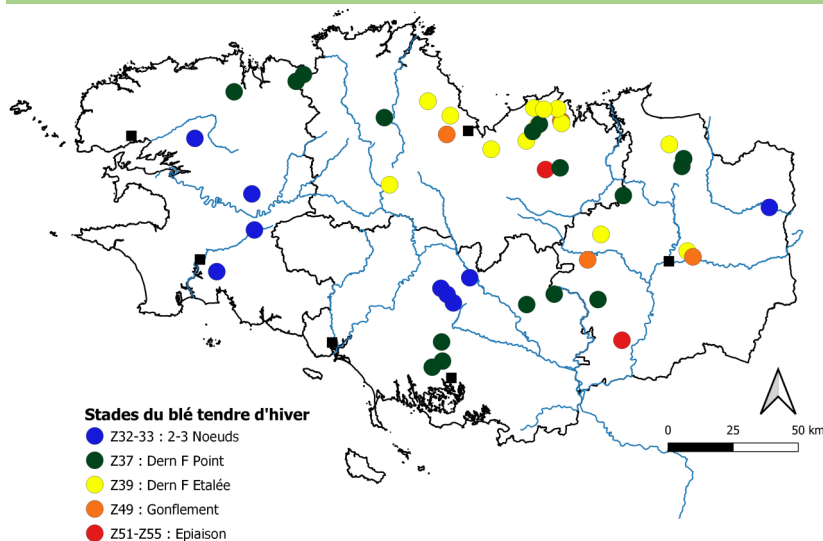 Stades du blé tendre d'hiver
Z32-33 : 2-3 Noeuds
Z37 : Dern F Point
Z39 : Dern F Etalée
Z49 : Gonflement
Z51-Z55 : Epiaison
0 25 50 km